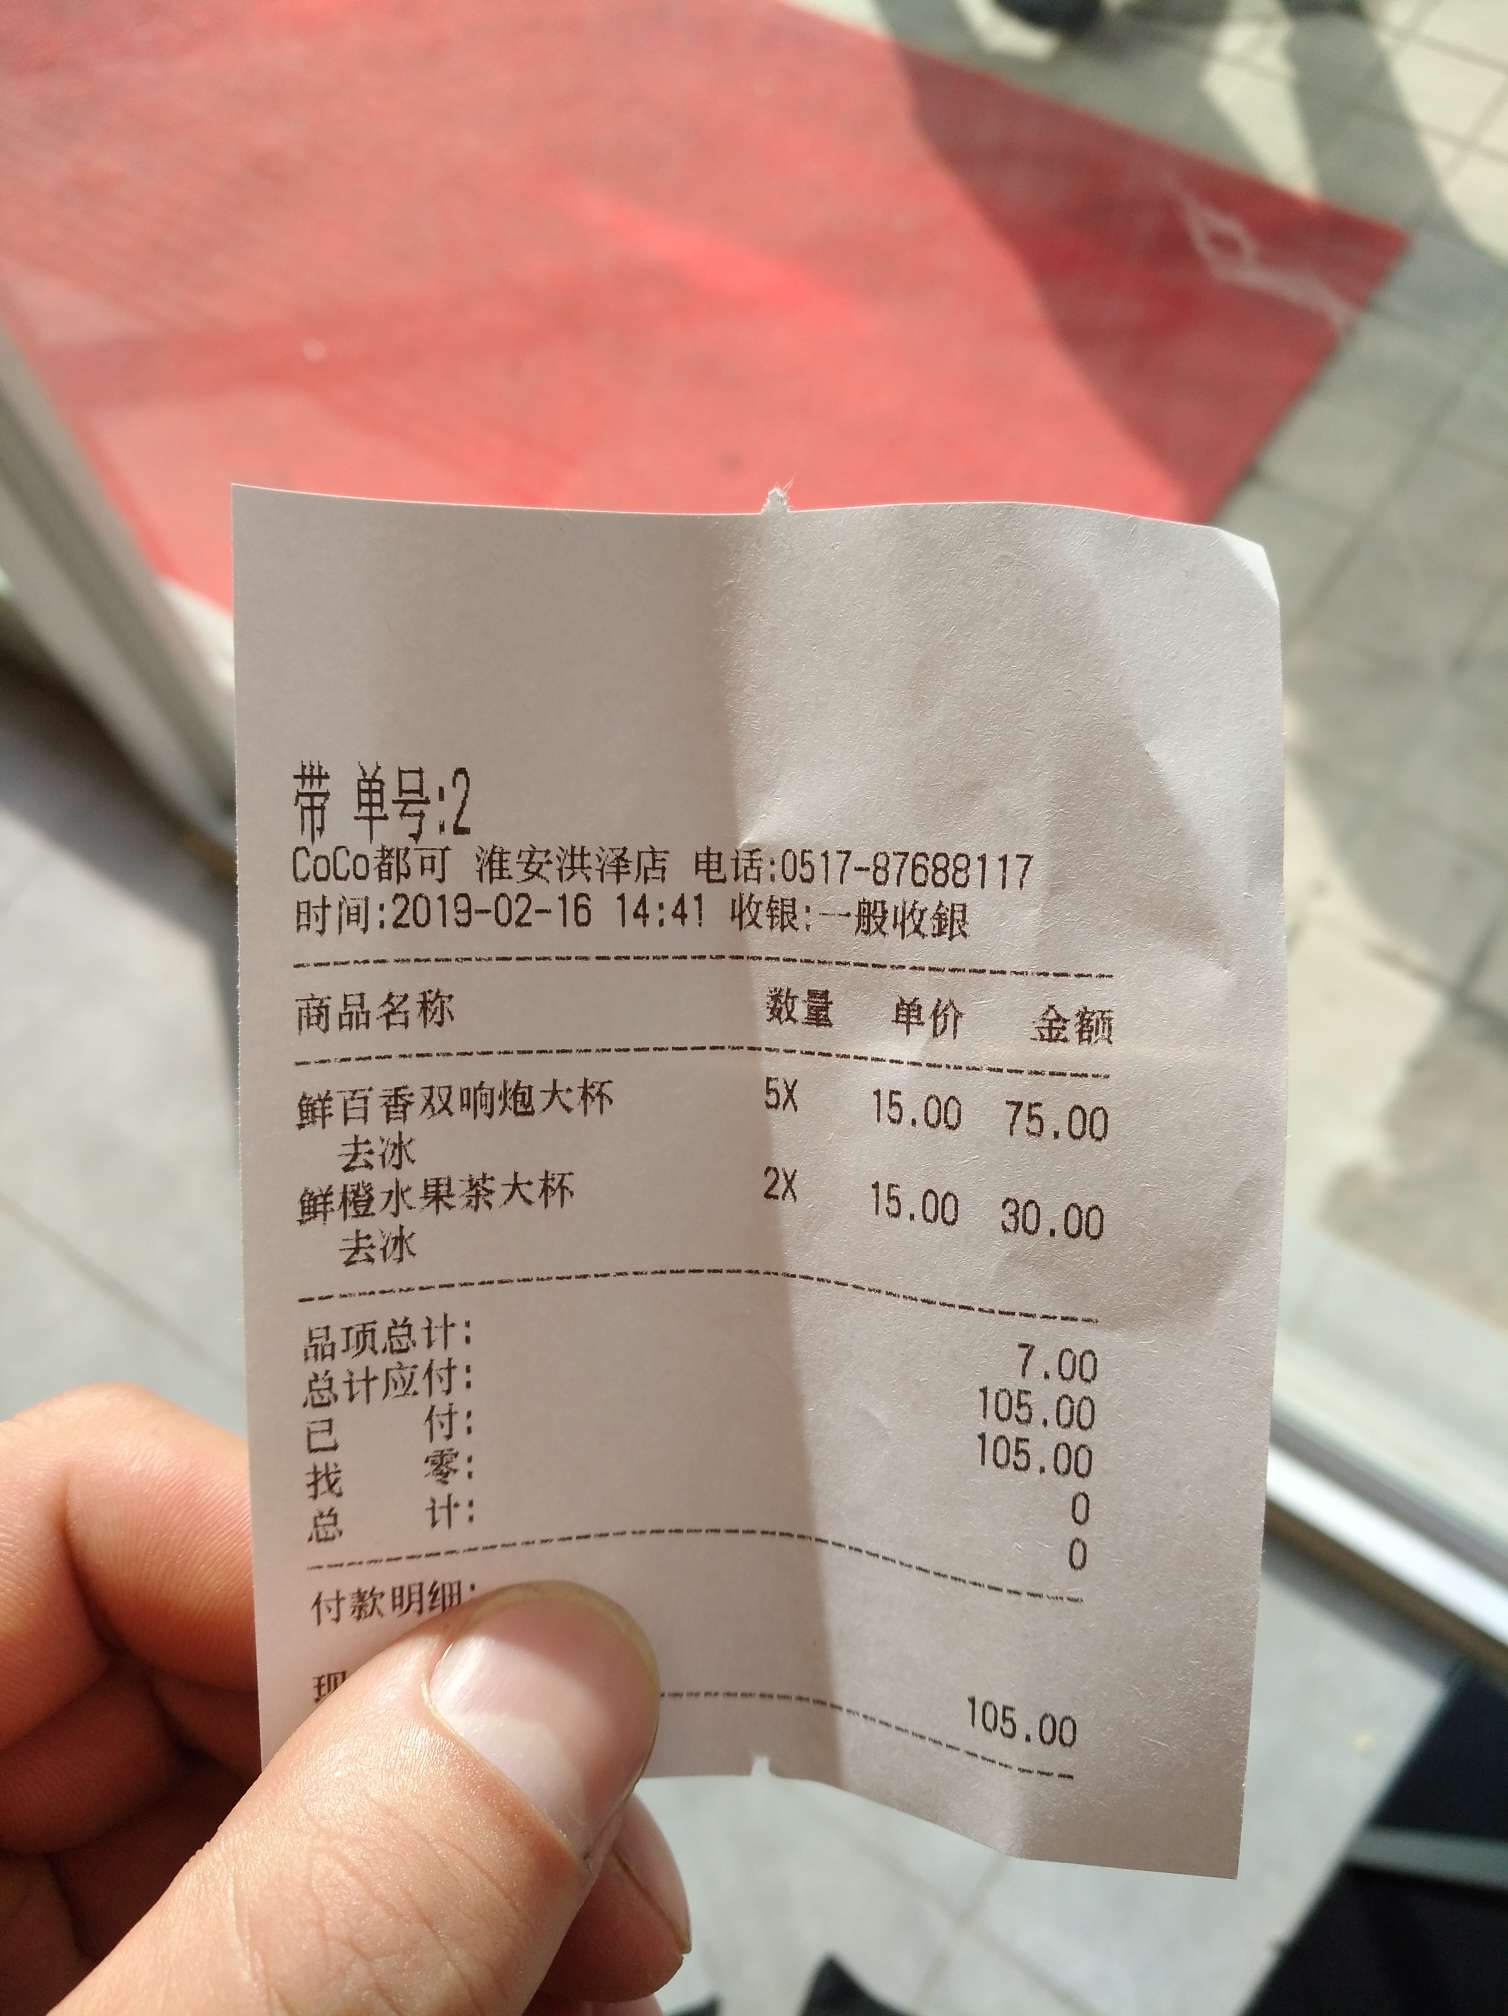 带 单号:2
CoCo都可 淮安洪泽店 电话:0517-87688117
时间:2019-02-16 14:41 收银:一般收銀
商品名称 数量 单价 金额
鲜百香双响炮大杯 5X 15.00 75.00
去冰
鲜橙水果茶大杯 2X 15.00 30.00
去冰
品项总计: 7.00
总计应付: 105.00
已 付: 105.00
找 零: 0
总 计: 0
付款明细:
现 105.00